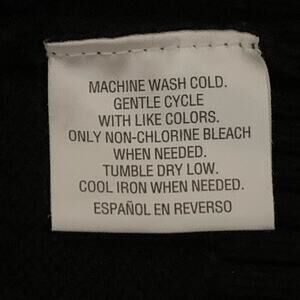 MACHINE WASH COLD.
GENTLE CYCLE
WITH LIKE COLORS.
ONLY NON-CHLORINE BLEACH
WHEN NEEDED.
TUMBLE DRY LOW.
COOL IRON WHEN NEEDED.
ESPAÑOL EN REVERSO